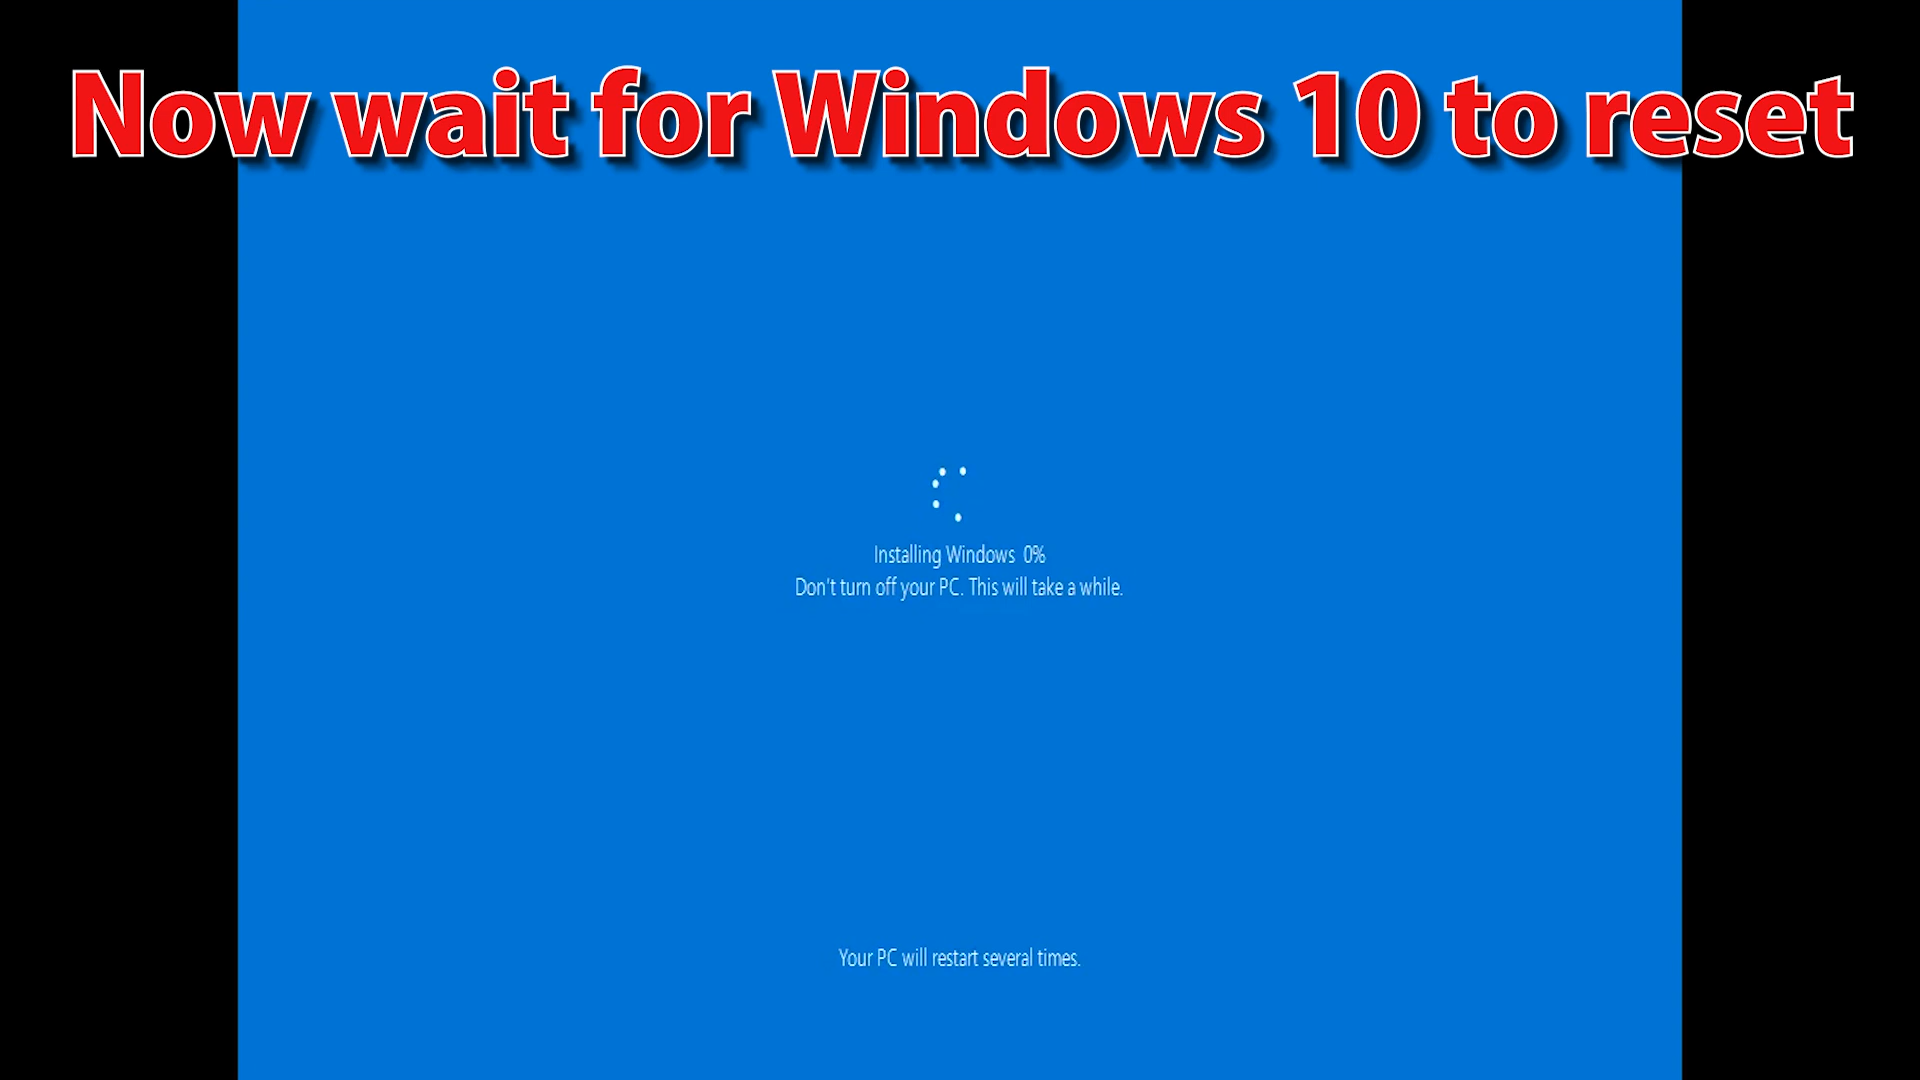 Now wait for Windows 10 to reset
Installing Windows 0%
Don't turn off your PC. This will take a while.
Your PC will restart several times.